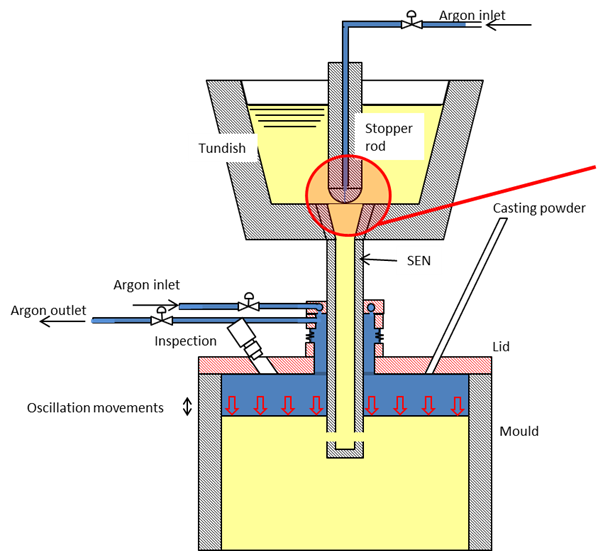 Argon inlet
Stopper
rod
Tundish
Casting powder
SEN
Argon inlet
Argon outlet
Inspection
Lid
Oscillation movements
Mould